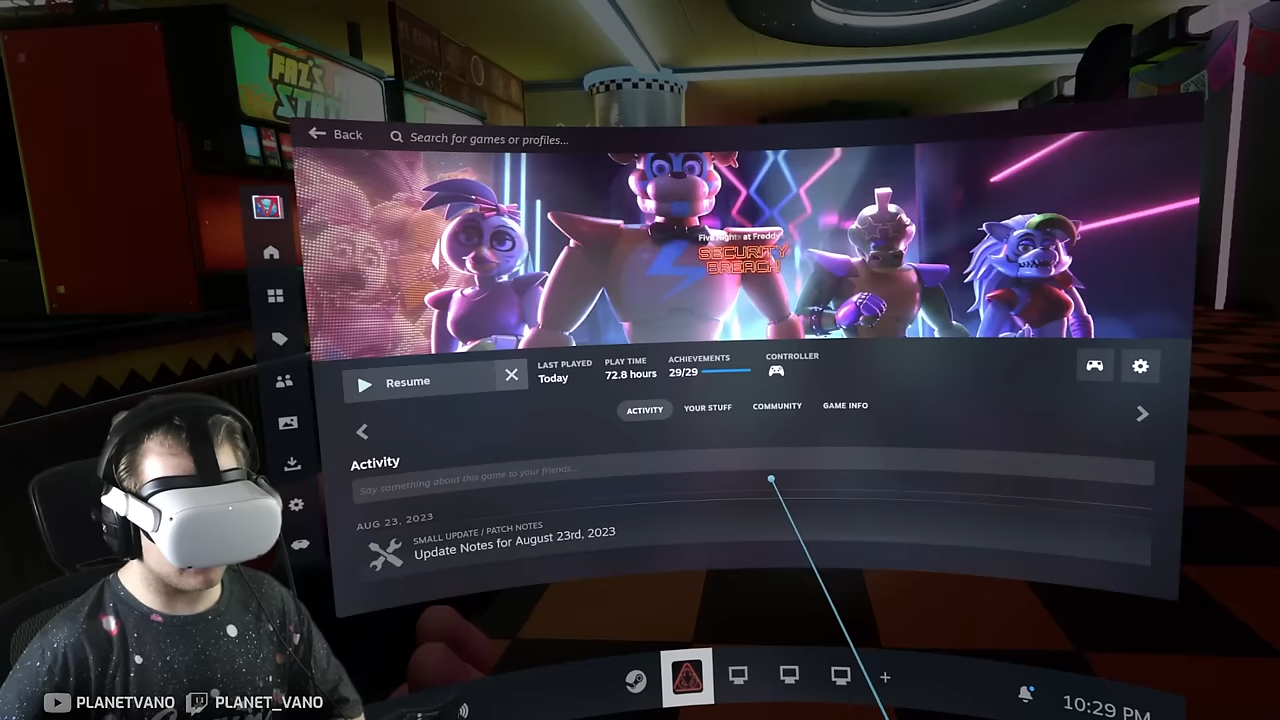 FAZ'S
Back
Search for games or profiles...
Five Nights at Freddy's
SECURITY
BREACH
Resume
LAST PLAYED
Today
PLAY TIME
72.8 hours
ACHIEVEMENTS
29/29
CONTROLLER
ACTIVITY
YOUR STUFF
COMMUNITY
GAME INFO
Activity
Say something about this game to your friends...
AUG 23, 2023
SMALL UPDATE / PATCH NOTES
Update Notes for August 23rd, 2023
PLANETVANO
PLANET_VANO
10:29 PM